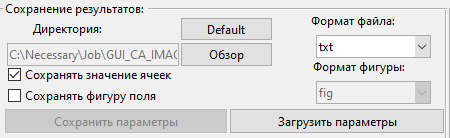 Сохранение результатов:
Директория:
Default
Формат файла:
C:\Necessary\Job\GUI_CA_IMAG
Обзор
txt
Сохранять значение ячеек
Формат фигуры:
Сохранять фигуру поля
fig
Сохранить параметры
Загрузить параметры